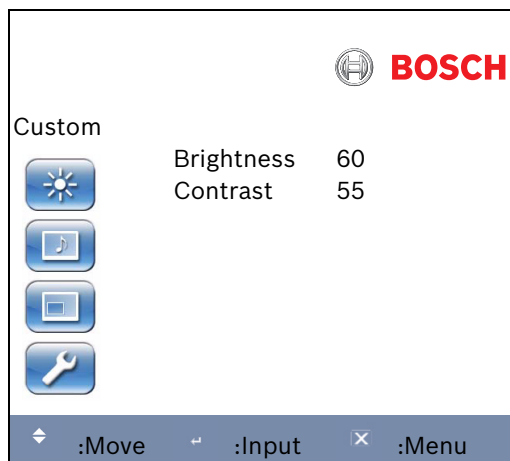 BOSCH
Custom
Brightness 60
Contrast 55
:Move :Input :Menu